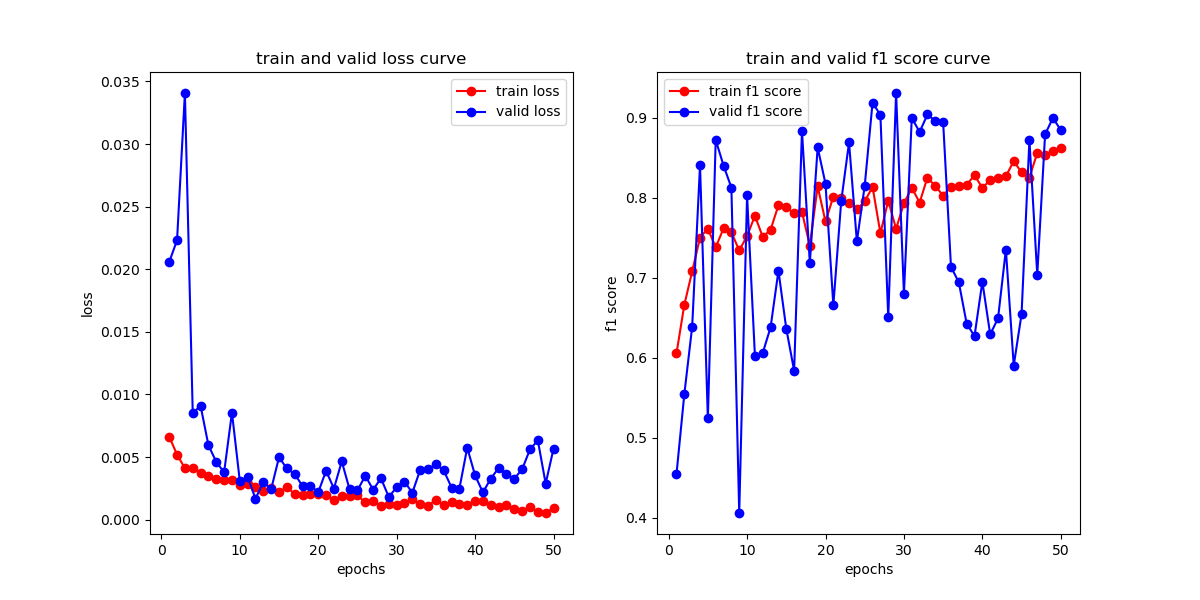 train and valid loss curve
train loss
valid loss
0.035
0.030
0.025
0.020
0.015
0.010
0.005
0.000
loss
0
10
20
30
40
50
epochs
train and valid f1 score curve
train f1 score
valid f1 score
0.9
0.8
0.7
0.6
0.5
0.4
f1 score
0
10
20
30
40
50
epochs